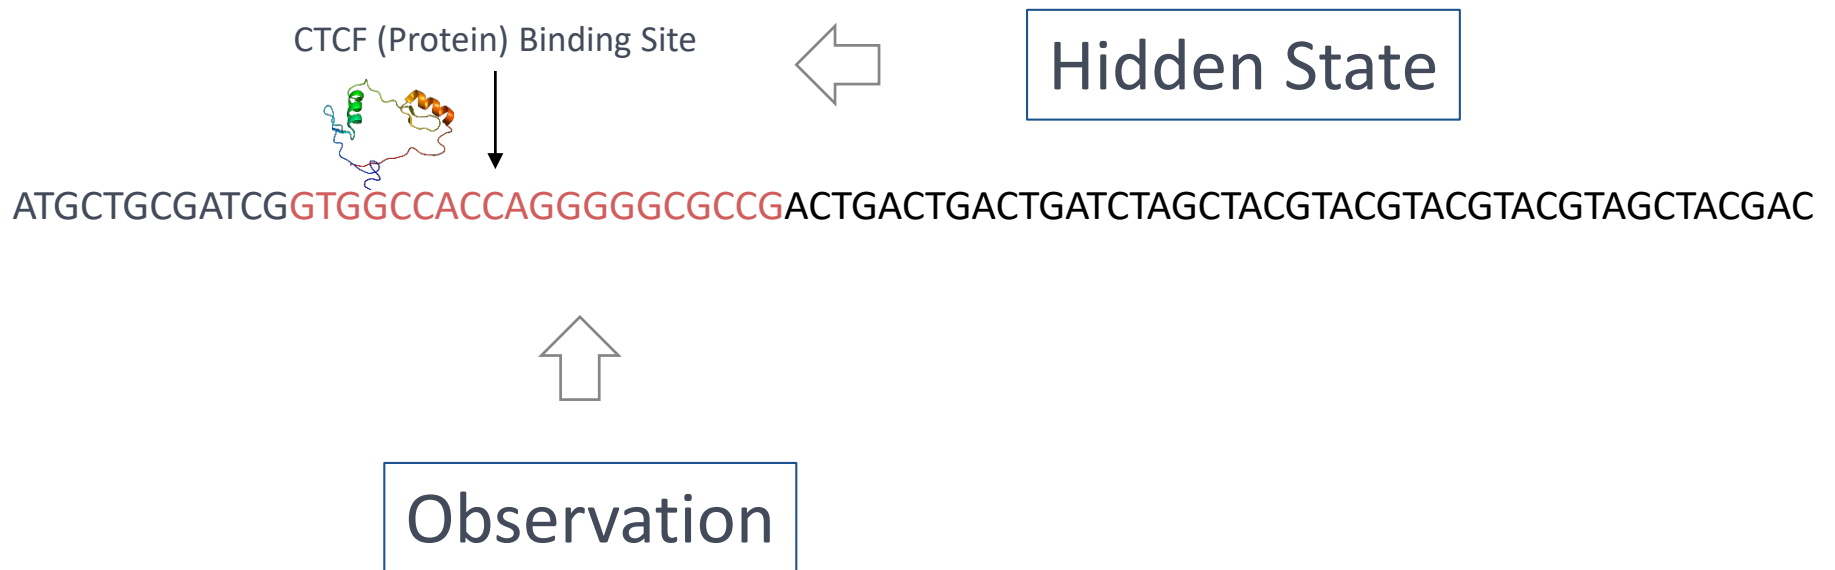 CTCF (Protein) Binding Site
Hidden State
ATGCTGCGATCGGTGGCCACCAGGGGGCGCCGACTGACTGACTGATCTAGCTACGTACGTACGTACGTAGCTACGAC
Observation